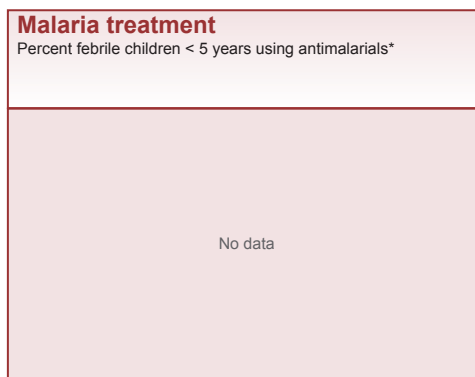 Malaria treatment
Percent febrile children < 5 years using antimalarials*
No data